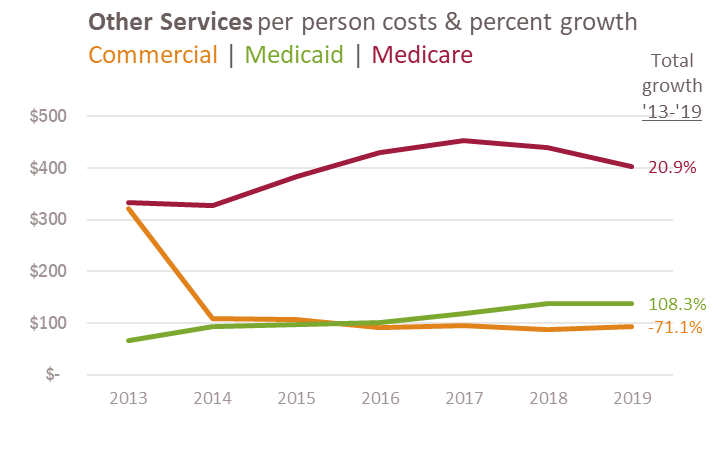 Other Services per person costs & percent growth
Commercial | Medicaid | Medicare
Total
growth
'13-'19
$500
$400
20.9%
$300
$200
108.3%
$100
-71.1%
$-
2013 2014 2015 2016 2017 2018 2019